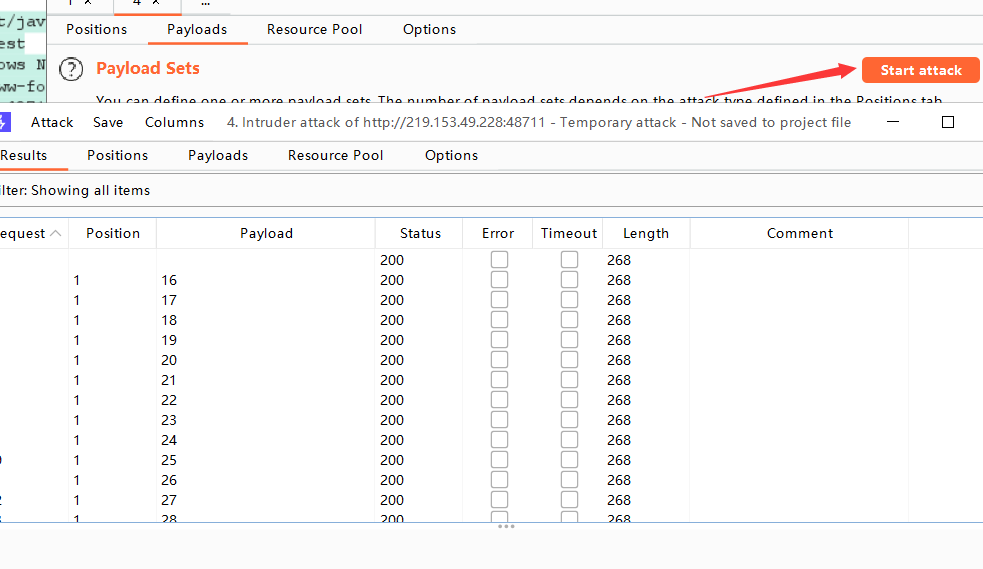 4 × ...
t/jav
est
Positions Payloads Resource Pool Options
ows N
ww-fo
? Payload Sets Start attack
You can define one or more payload sets. The number of payload sets depends on the attack type defined in the Positions tab
Attack Save Columns 4. Intruder attack of http://219.153.49.228:48711 - Temporary attack - Not saved to project file
Results Positions Payloads Resource Pool Options
ilter: Showing all items
equest Position Payload Status Error Timeout Length Comment
200 268
1 16 200 268
1 17 200 268
1 18 200 268
1 19 200 268
1 20 200 268
1 21 200 268
1 22 200 268
1 23 200 268
1 24 200 268
1 25 200 268
1 26 200 268
1 27 200 268
1 28 200 268